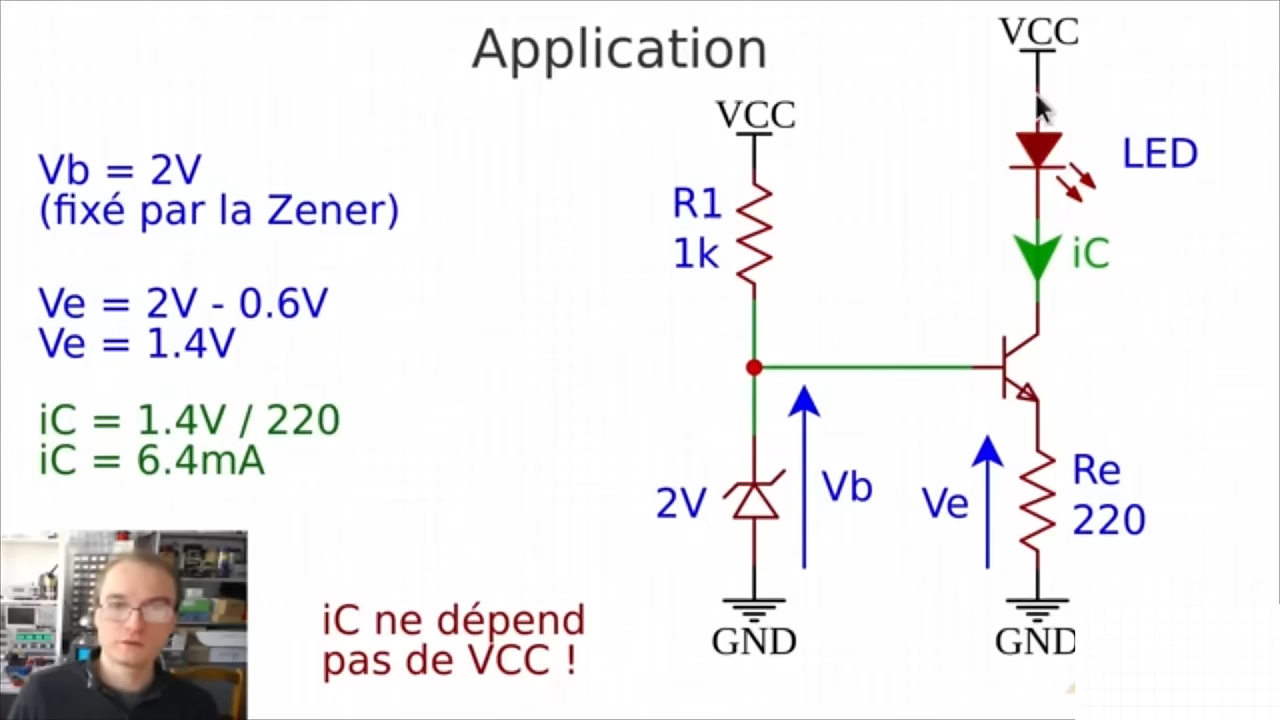 Application
Vb = 2V
(fixé par la Zener)
Ve = 2V - 0.6V
Ve = 1.4V
iC = 1.4V / 220
iC = 6.4mA
iC ne dépend
pas de VCC !
VCC
R1
1k
2V
Vb
GND
VCC
LED
iC
Ve
Re
220
GND